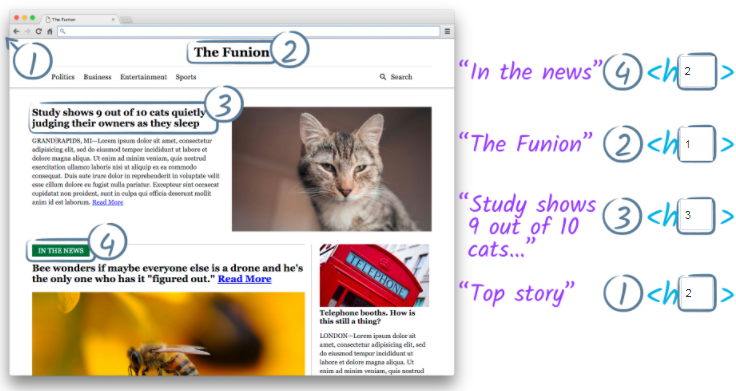 The Funion
The Funion 2
1
Politics Business Entertainment Sports Search
Study shows 9 out of 10 cats quietly
judging their owners as they sleep
3
GRAND RAPIDS, MI—Lorem ipsum dolor sit amet, consectetur
adipisicing elit, sed do eiusmod tempor incididunt ut labore et
dolore magna aliqua. Ut enim ad minim veniam, quis nostrud
exercitation ullamco laboris nisi ut aliquip ex ea commodo
consequat. Duis aute irure dolor in reprehenderit in voluptate velit
esse cillum dolore eu fugiat nulla pariatur. Excepteur sint occaecat
cupidatat non proident, sunt in culpa qui officia deserunt mollit
anim id est laborum. Read More
IN THE NEWS 4
Bee wonders if maybe everyone else is a drone and he's
the only one who has it "figured out." Read More
TELEPHONE
Telephone booths. How is
this still a thing?
LONDON—Lorem ipsum dolor sit
amet, consectetur adipisicing elit, sed
do eiusmod tempor incididunt ut
labore et dolore magna aliqua. Ut
enim ad minim veniam, quis nostrud
“In the news” 4 <h 2 >
“The Funion” 2 <h 1 >
“Study shows
9 out of 10
cats...”
3 <h 3 >
“Top story” 1 <h 2 >